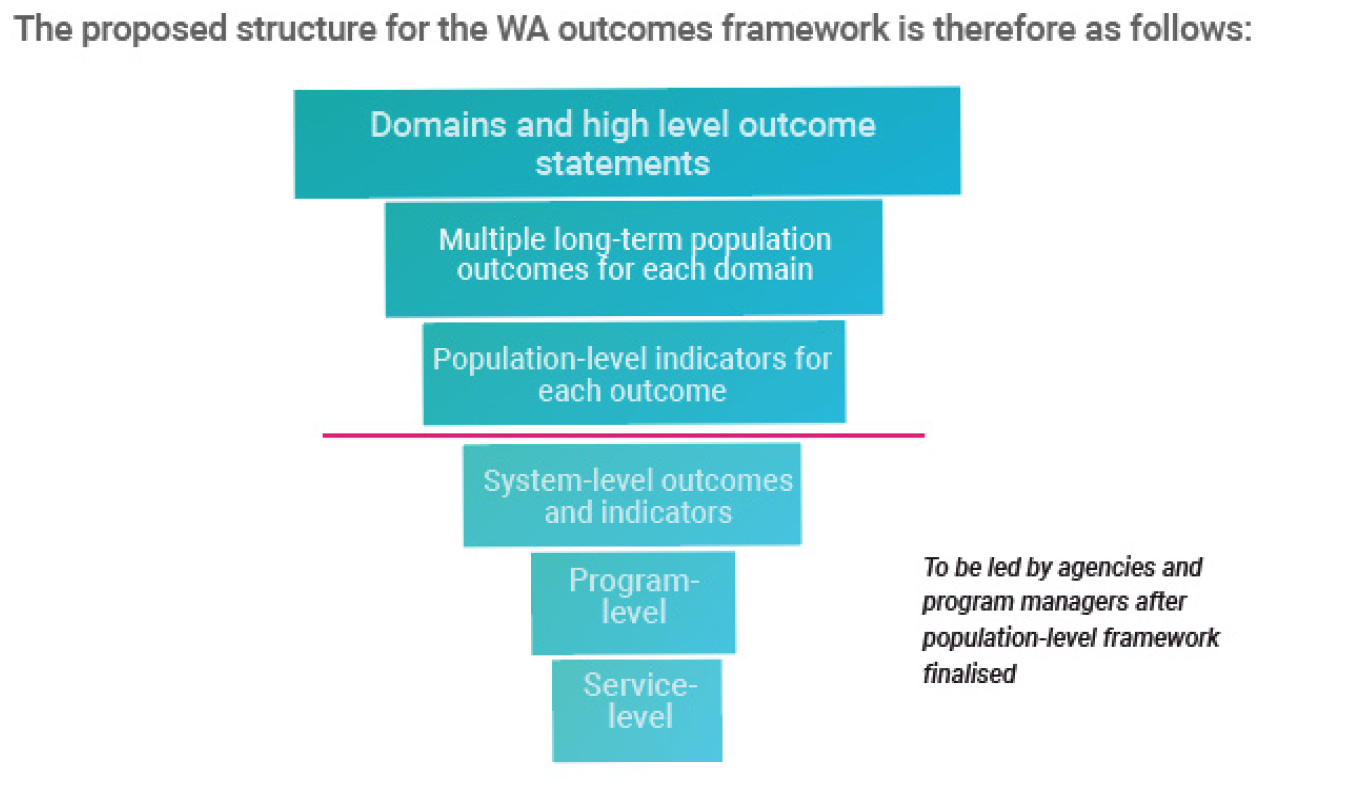 The proposed structure for the WA outcomes framework is therefore as follows:
Domains and high level outcome
statements
Multiple long-term population
outcomes for each domain
Population-level indicators for
each outcome
System-level outcomes
and indicators
Program-
level
Service-
level
To be led by agencies and
program managers after
population-level framework
finalised